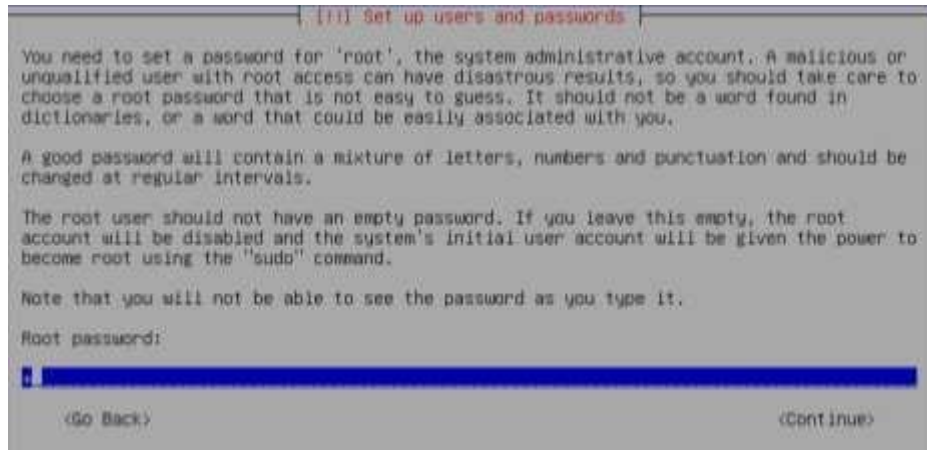 [!!] Set up users and passwords
You need to set a password for 'root', the system administrative account. A malicious or
unqualified user with root access can have disastrous results, so you should take care to
choose a root password that is not easy to guess. It should not be a word found in
dictionaries, or a word that could be easily associated with you.
A good password will contain a mixture of letters, numbers and punctuation and should be
changed at regular intervals.
The root user should not have an empty password. If you leave this empty, the root
account will be disabled and the system's initial user account will be given the power to
become root using the "sudo" command.
Note that you will not be able to see the password as you type it.
Root password:
<Go Back> <Continue>